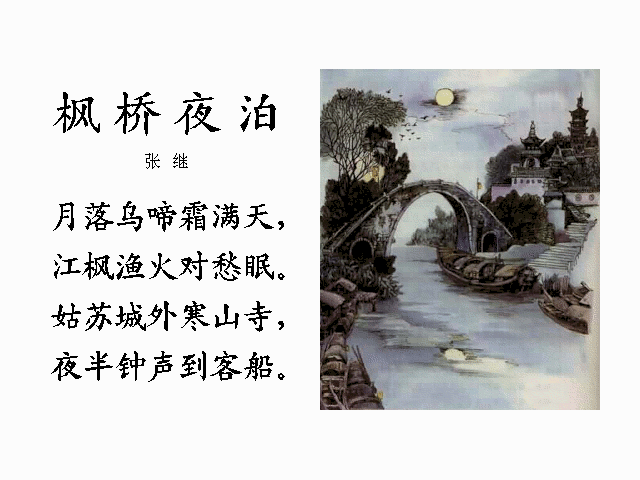 枫桥夜泊
张继
月落乌啼霜满天，
江枫渔火对愁眠。
姑苏城外寒山寺，
夜半钟声到客船。